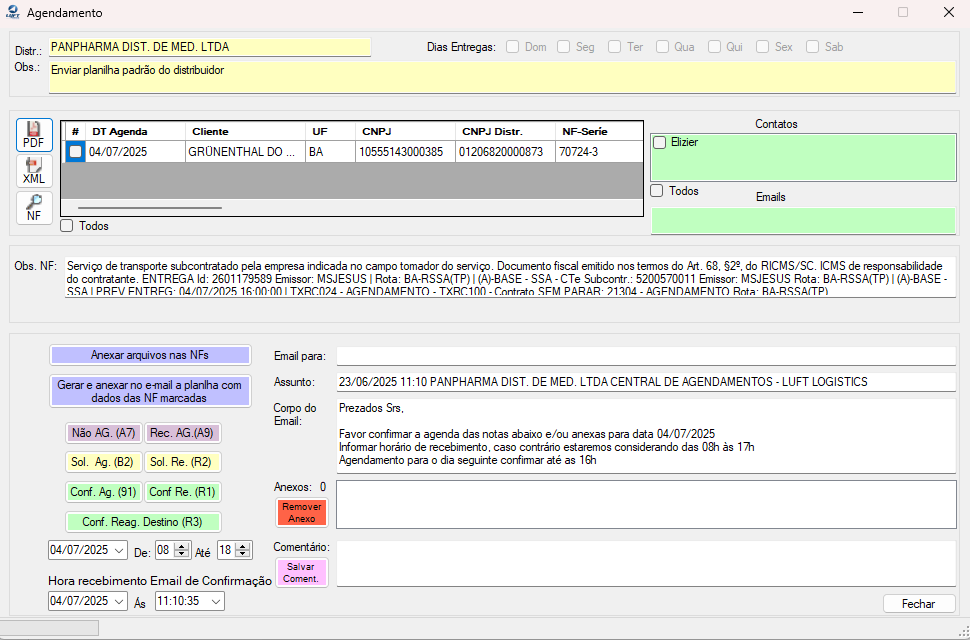 Agendamento
Distr.: PANPHARMA DIST. DE MED. LTDA
Dias Entregas: Dom Seg Ter Qua Qui Sex Sab
Obs.: Enviar planilha padrão do distribuidor
PDF
XML
NF
# DT Agenda Cliente UF CNPJ CNPJ Distr. NF-Serie
04/07/2025 GRÜNENTHAL DO ... BA 10555143000385 01206820000873 70724-3
Todos
Contatos
Elizier
Todos
Emails
Obs. NF: Serviço de transporte subcontratado pela empresa indicada no campo tomador do serviço. Documento fiscal emitido nos termos do Art. 68, §2º, do RICMS/SC. ICMS de responsabilidade
do contratante. ENTREGA Id: 2601179589 Emissor: MSJESUS | Rota: BA-RSSA(TP) | (A)-BASE - SSA - CTe Subcontr.: 5200570011 Emissor: MSJESUS Rota: BA-RSSA(TP) | (A)-BASE -
SSA | PREV ENTREG: 04/07/2025 16:00:00 | TXRC024 - AGENDAMENTO - TXRC100 - Contrato SEM PARAR: 21304 - AGENDAMENTO Rota: BA-RSSA(TP)
Anexar arquivos nas NFs
Gerar e anexar no e-mail a planlha com
dados das NF marcadas
Não AG. (A7) Rec. AG.(A9)
Sol. Ag. (B2) Sol. Re. (R2)
Conf. Ag. (91) Conf Re. (R1)
Conf. Reag. Destino (R3)
04/07/2025 De: 08 Até 18
Hora recebimento Email de Confirmação
04/07/2025 Ás 11:10:35
Email para:
Assunto: 23/06/2025 11:10 PANPHARMA DIST. DE MED. LTDA CENTRAL DE AGENDAMENTOS - LUFT LOGISTICS
Corpo do
Email:
Prezados Srs,
Favor confirmar a agenda das notas abaixo e/ou anexas para data 04/07/2025
Informar horário de recebimento, caso contrário estaremos considerando das 08h às 17h
Agendamento para o dia seguinte confirmar até as 16h
Anexos: 0
Remover
Anexo
Comentário:
Salvar
Coment.
Fechar